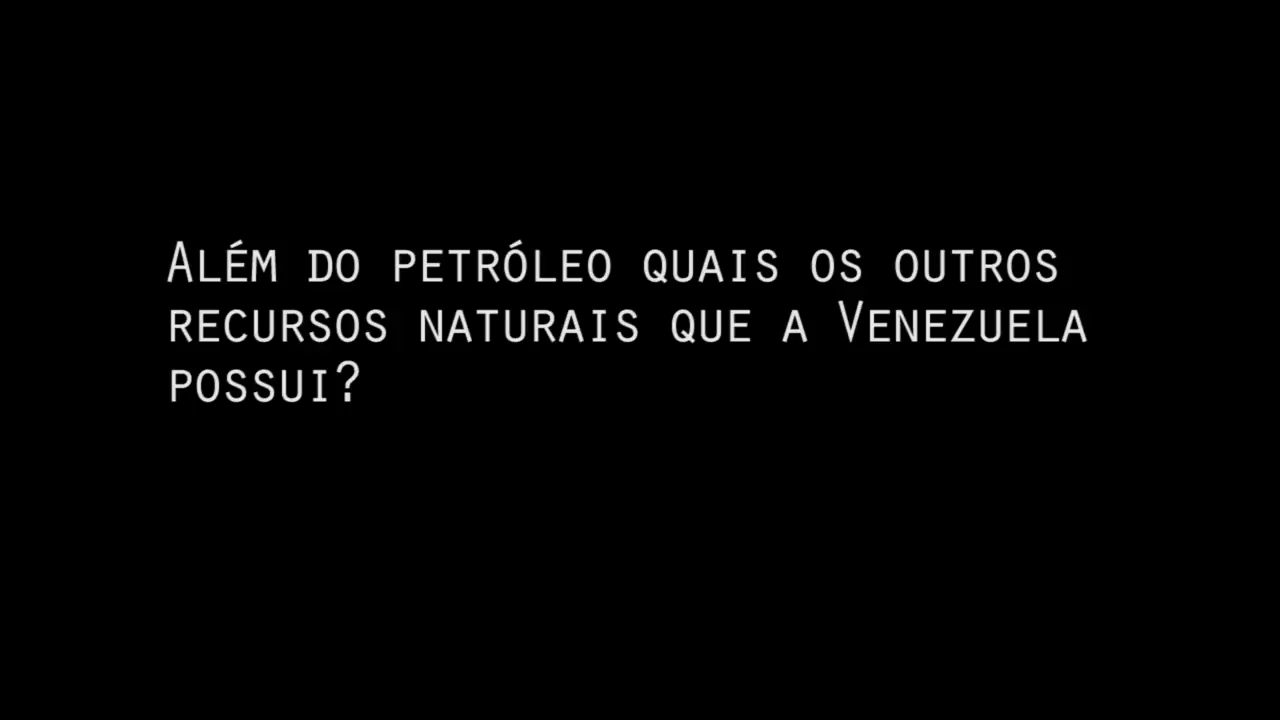 Além do petróleo quais os outros
recursos naturais que a Venezuela
possui?